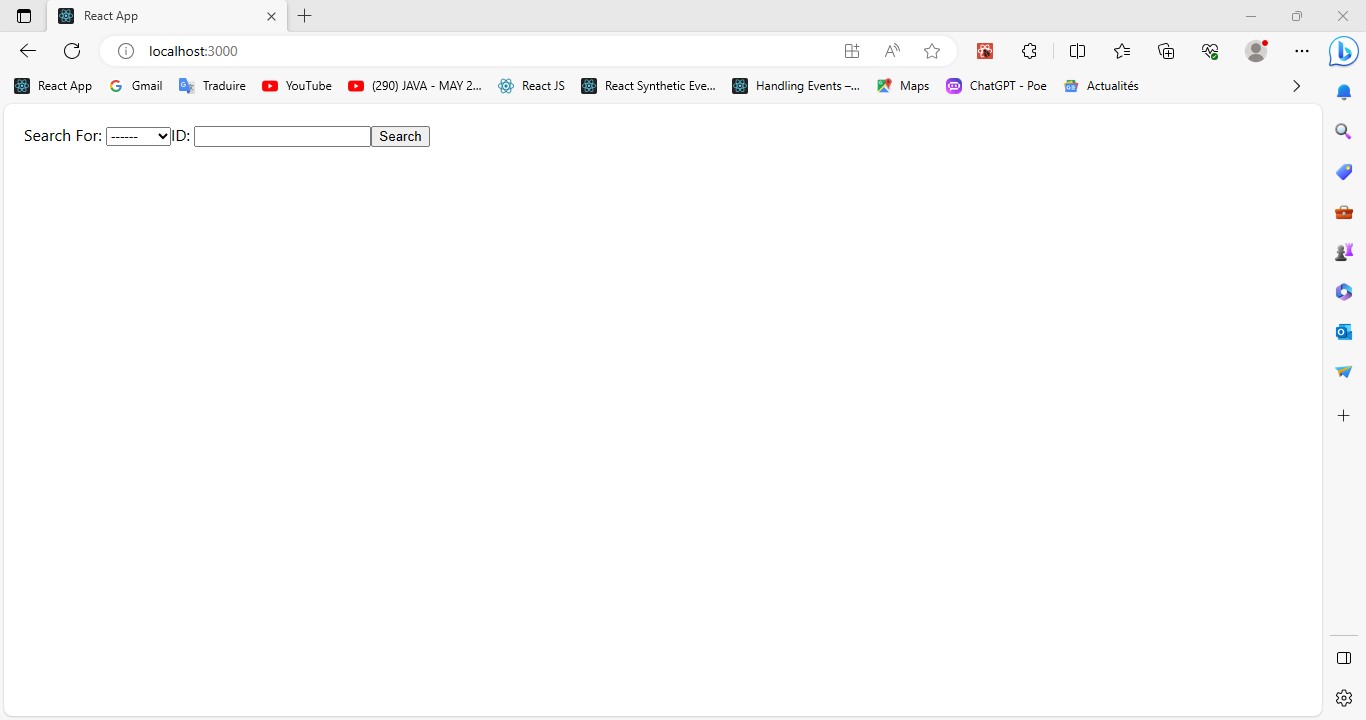 React App
localhost:3000
React App Gmail Traduire YouTube (290) JAVA - MAY 2... React JS React Synthetic Eve... Handling Events –... Maps ChatGPT - Poe Actualités
Search For: ------ ID: Search